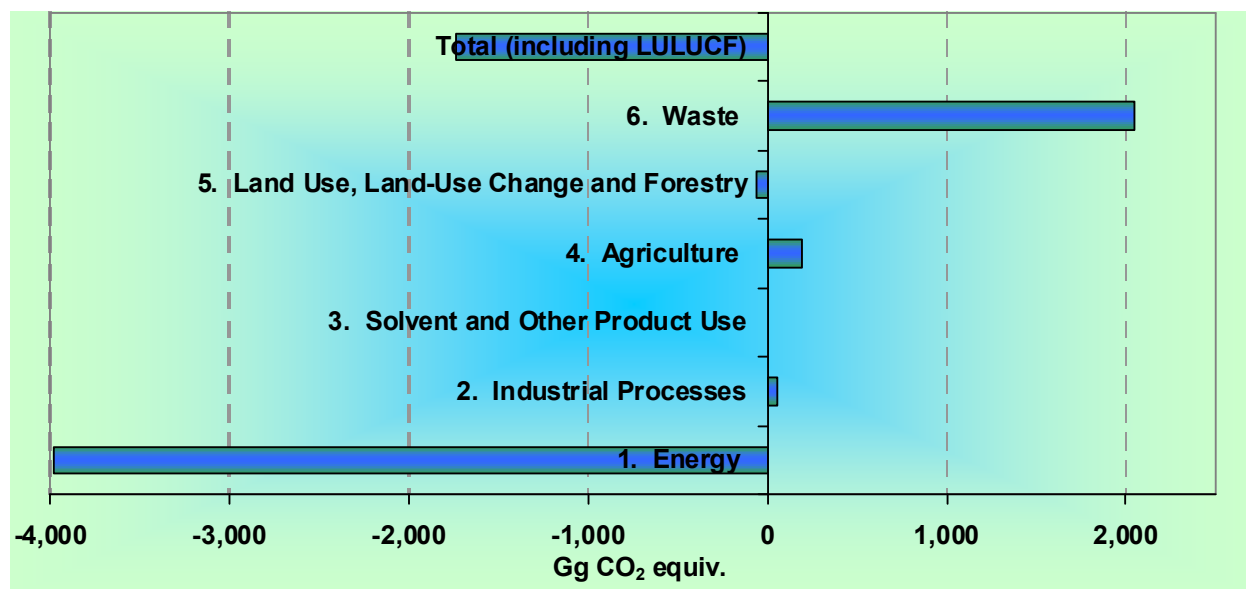 Total (including LULUCF)
6. Waste
5. Land Use, Land-Use Change and Forestry
4. Agriculture
3. Solvent and Other Product Use
2. Industrial Processes
1. Energy
-4,000 -3,000 -2,000 -1,000 0 1,000 2,000
Gg CO₂ equiv.